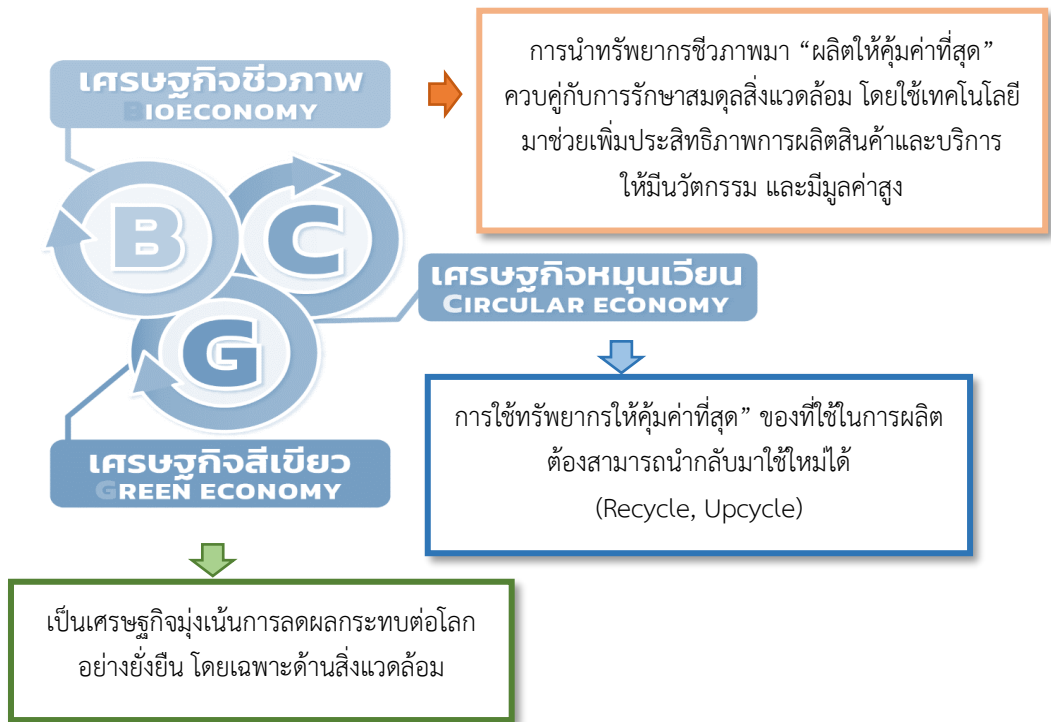 เศรษฐกิจชีวภาพ
BIOECONOMY
การนำทรัพยากรชีวภาพมา “ผลิตให้คุ้มค่าที่สุด”
ควบคู่กับการรักษาสมดุลสิ่งแวดล้อม โดยใช้เทคโนโลยี
มาช่วยเพิ่มประสิทธิภาพการผลิตสินค้าและบริการ
ให้มีนวัตกรรม และมีมูลค่าสูง
B
C
G
เศรษฐกิจหมุนเวียน
CIRCULAR ECONOMY
การใช้ทรัพยากรให้คุ้มค่าที่สุด” ของที่ใช้ในการผลิต
ต้องสามารถนำกลับมาใช้ใหม่ได้
(Recycle, Upcycle)
เศรษฐกิจสีเขียว
GREEN ECONOMY
เป็นเศรษฐกิจมุ่งเน้นการลดผลกระทบต่อโลก
อย่างยั่งยืน โดยเฉพาะด้านสิ่งแวดล้อม